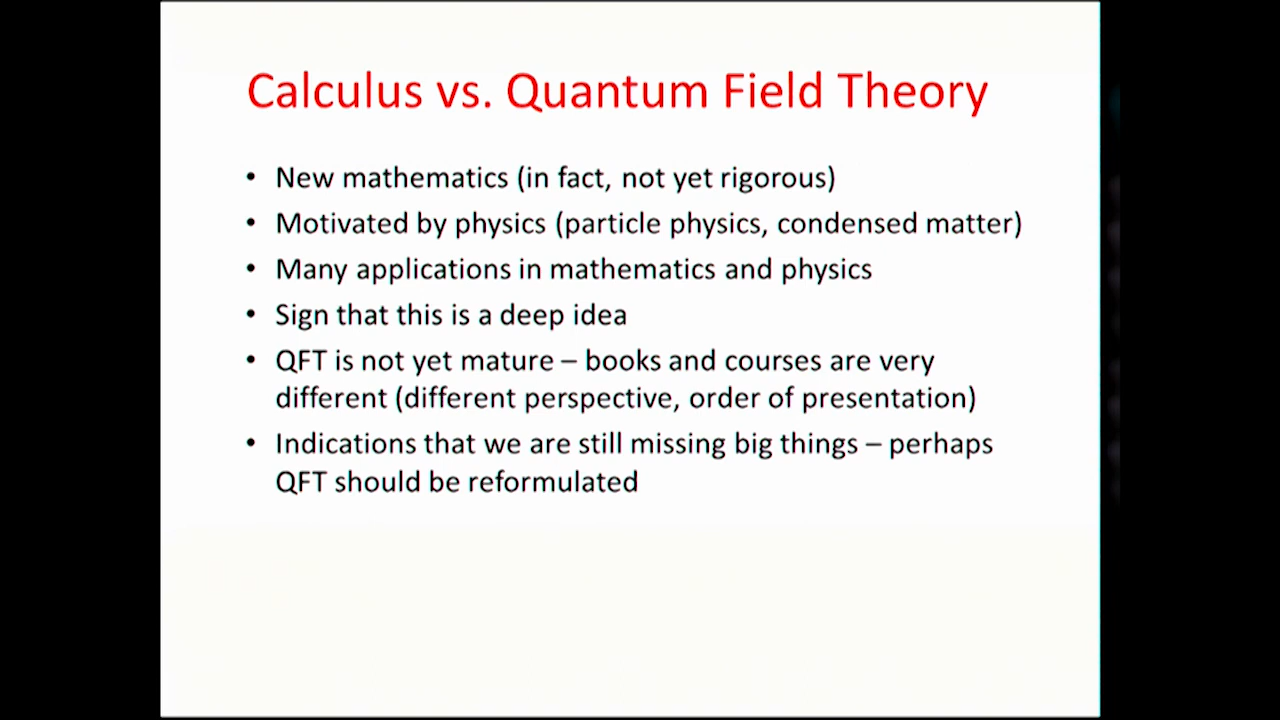 Calculus vs. Quantum Field Theory
• New mathematics (in fact, not yet rigorous)
• Motivated by physics (particle physics, condensed matter)
• Many applications in mathematics and physics
• Sign that this is a deep idea
• QFT is not yet mature – books and courses are very
different (different perspective, order of presentation)
• Indications that we are still missing big things – perhaps
QFT should be reformulated